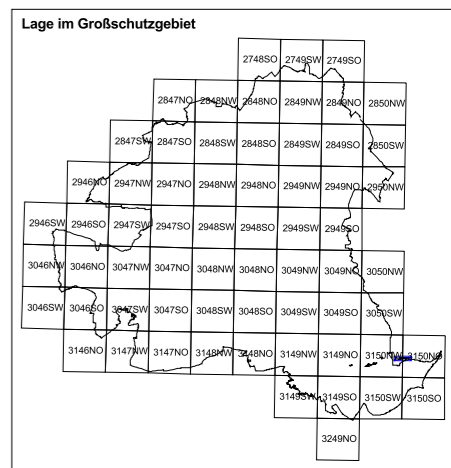 Lage im Großschutzgebiet
2748SO 2749SW 2749SO
2847NO 2848NW 2848NO 2849NW 2849NO 2850NW
2847SW 2847SO 2848SW 2848SO 2849SW 2849SO 2850SW
2946NO 2947NW 2947NO 2948NW 2948NO 2949NW 2949NO 2950NW
2946SW 2946SO 2947SW 2947SO 2948SW 2948SO 2949SW 2949SO
3046NW 3046NO 3047NW 3047NO 3048NW 3048NO 3049NW 3049NO 3050NW
3046SW 3046SO 3047SW 3047SO 3048SW 3048SO 3049SW 3049SO 3050SW
3146NO 3147NW 3147NO 3148NW 3148NO 3149NW 3149NO 3150NW 3150NO
3149SW 3149SO 3150SW 3150SO
3249NO